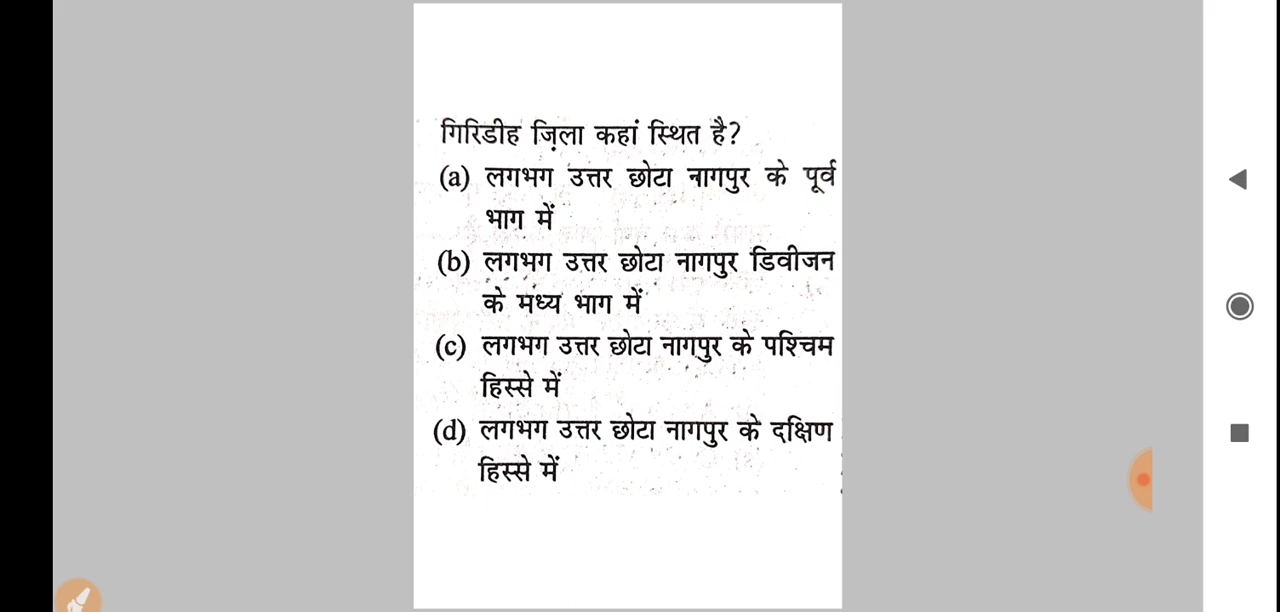 गिरिडीह ज़िला कहां स्थित है?
(a) लगभग उत्तर छोटा नागपुर के पूर्व
भाग में
(b) लगभग उत्तर छोटा नागपुर डिवीजन
के मध्य भाग में
(c) लगभग उत्तर छोटा नागपुर के पश्चिम
हिस्से में
(d) लगभग उत्तर छोटा नागपुर के दक्षिण
हिस्से में